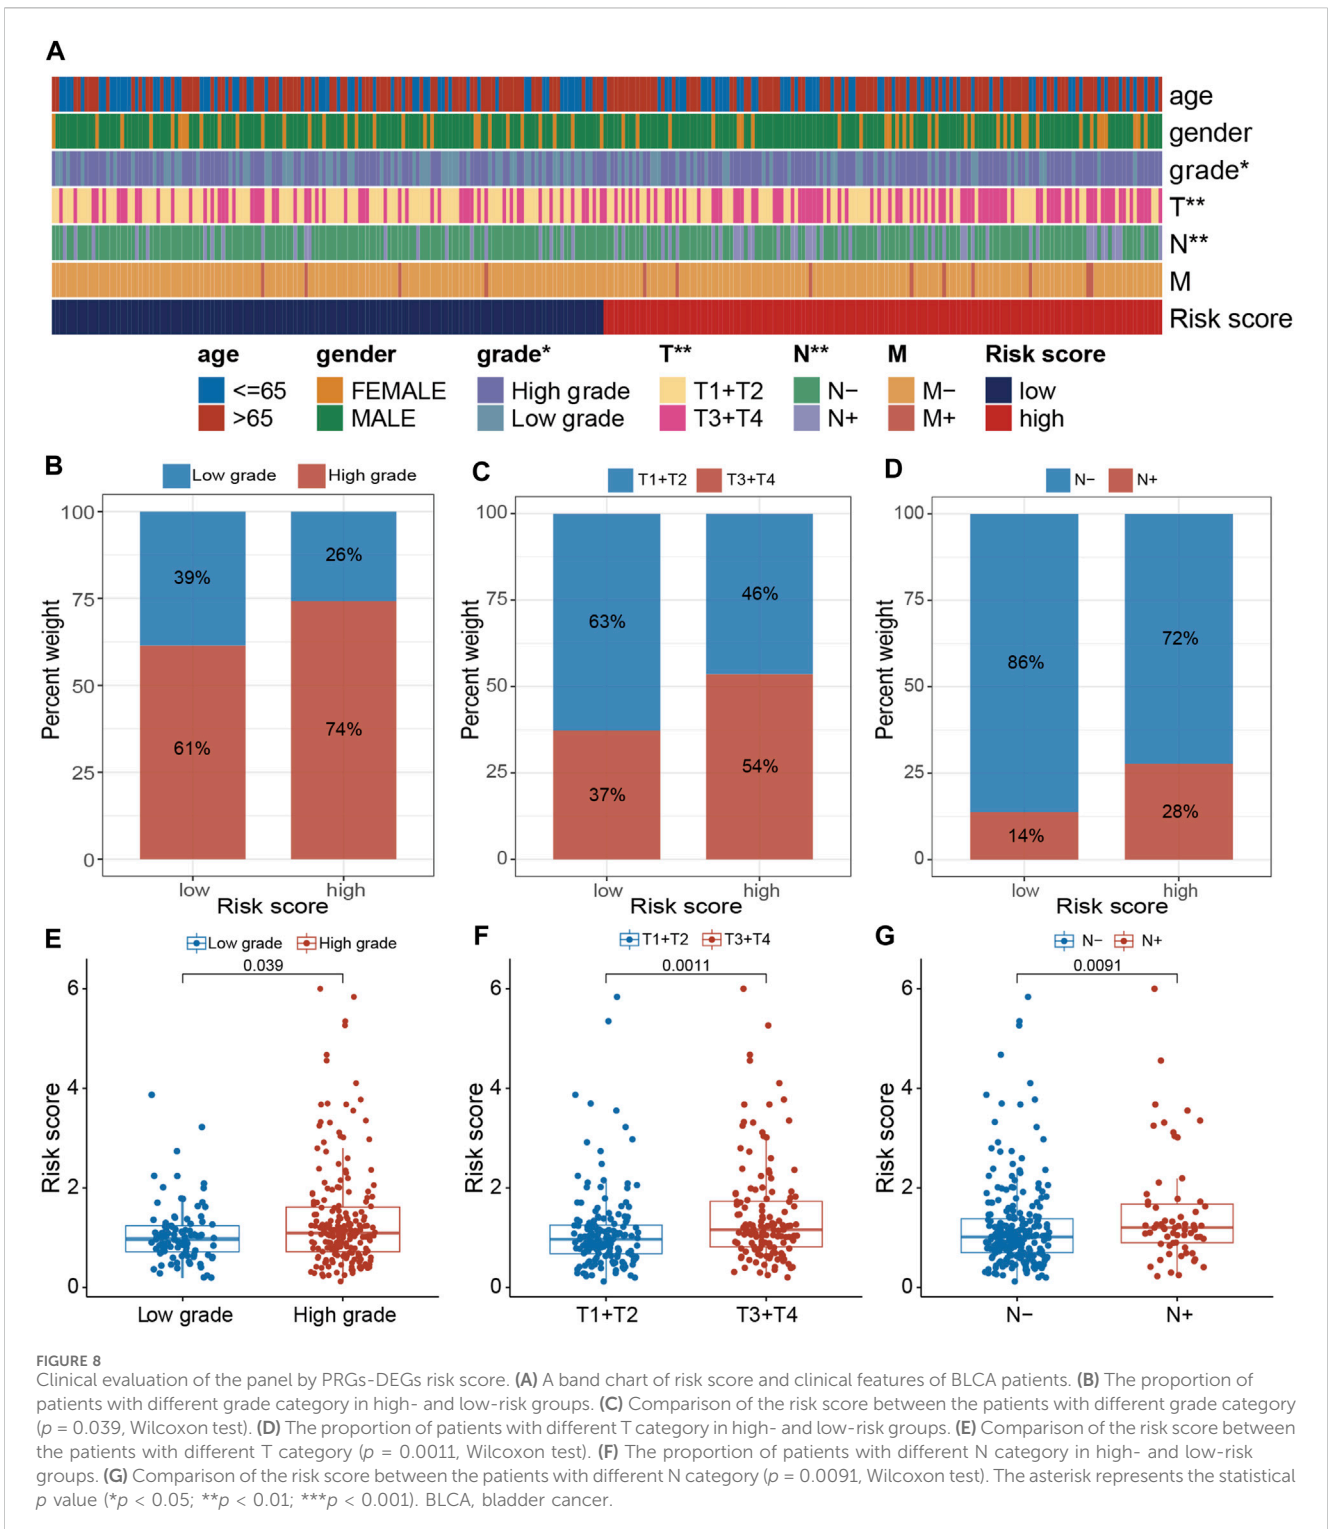 A
age
gender
grade*
T**
N**
M
Risk score
age gender grade* T** N** M Risk score
<=65 FEMALE High grade T1+T2 N− M− low
>65 MALE Low grade T3+T4 N+ M+ high
B
Low grade High grade
100
75
50
25
0
Percent weight
39%
61%
26%
74%
low high
Risk score
C
T1+T2 T3+T4
100
75
50
25
0
Percent weight
63%
37%
46%
54%
low high
Risk score
D
N− N+
100
75
50
25
0
Percent weight
86%
14%
72%
28%
low high
Risk score
E
Low grade High grade
0.039
6
4
2
0
Risk score
Low grade High grade
F
T1+T2 T3+T4
0.0011
6
4
2
0
Risk score
T1+T2 T3+T4
G
N− N+
0.0091
6
4
2
0
Risk score
N− N+
FIGURE 8
Clinical evaluation of the panel by PRGs-DEGs risk score. (A) A band chart of risk score and clinical features of BLCA patients. (B) The proportion of
patients with different grade category in high- and low-risk groups. (C) Comparison of the risk score between the patients with different grade category
(p = 0.039, Wilcoxon test). (D) The proportion of patients with different T category in high- and low-risk groups. (E) Comparison of the risk score between
the patients with different T category (p = 0.0011, Wilcoxon test). (F) The proportion of patients with different N category in high- and low-risk
groups. (G) Comparison of the risk score between the patients with different N category (p = 0.0091, Wilcoxon test). The asterisk represents the statistical
p value (*p < 0.05; **p < 0.01; ***p < 0.001). BLCA, bladder cancer.